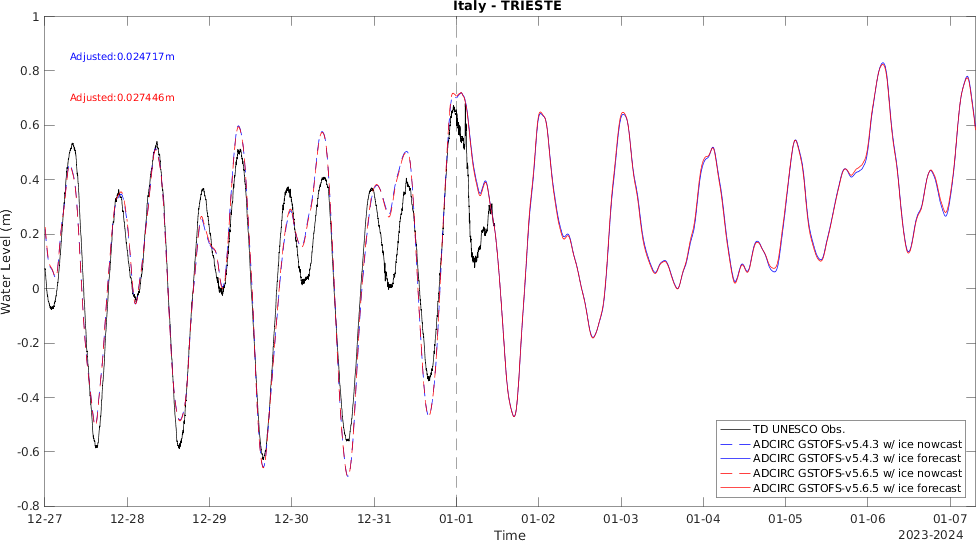 Italy - TRIESTE
Adjusted:0.024717m
Adjusted:0.027446m
Water Level (m)
1
0.8
0.6
0.4
0.2
0
-0.2
-0.4
-0.6
-0.8
TD UNESCO Obs.
ADCIRC GSTOFS-v5.4.3 w/ ice nowcast
ADCIRC GSTOFS-v5.4.3 w/ ice forecast
ADCIRC GSTOFS-v5.6.5 w/ ice nowcast
ADCIRC GSTOFS-v5.6.5 w/ ice forecast
12-27 12-28 12-29 12-30 12-31 01-01 01-02 01-03 01-04 01-05 01-06 01-07
Time
2023-2024